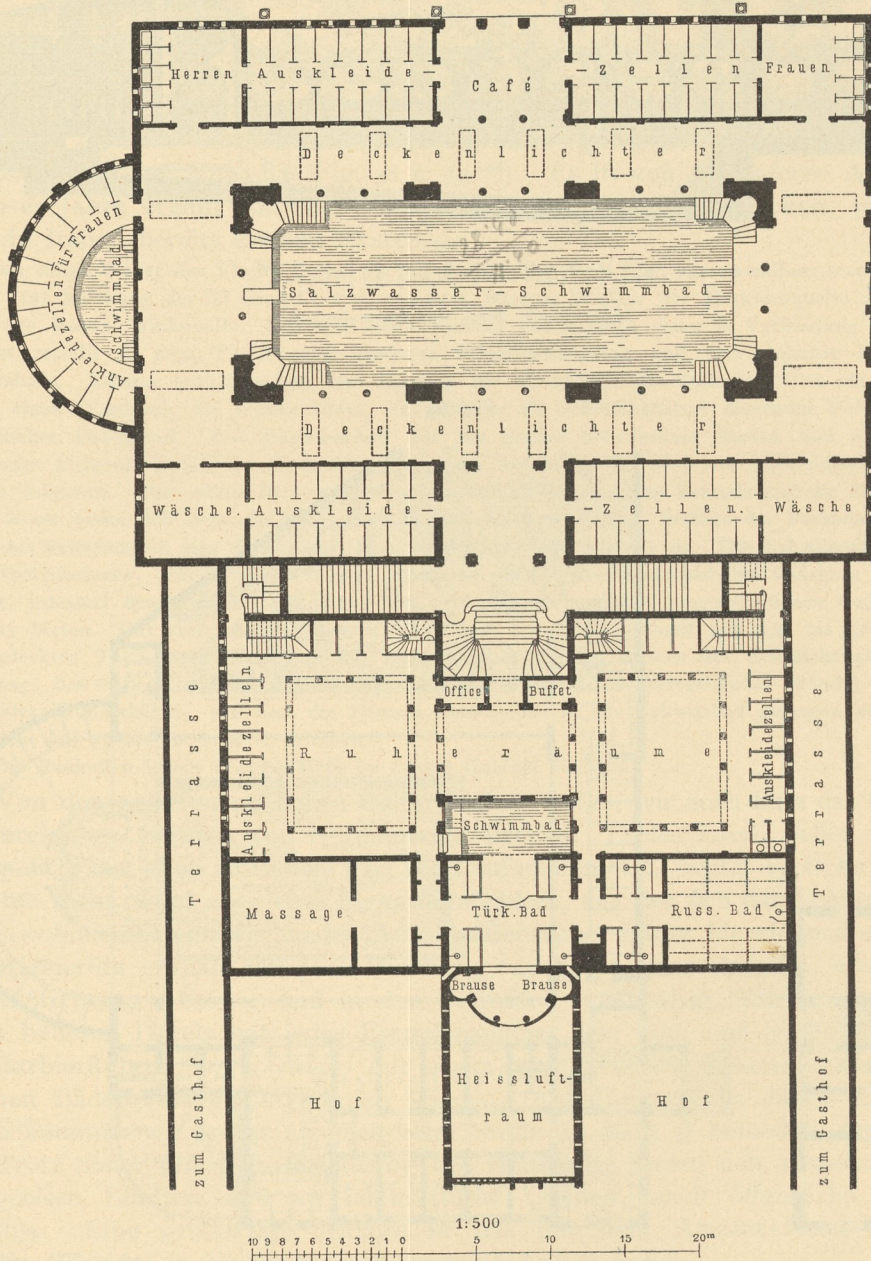 Herren Auskleide- -Zellen Frauen
Café
Deckenlichter
Ankleidezellen für Frauen
Schwimmbad
Salzwasser-Schwimmbad
Deckenlichter
Wäsche. Auskleide- -Zellen. Wäsche
Office Buffet
Terrasse
Auskleidezellen
Ruheräume
Auskleidezellen
Terrasse
Schwimmbad
Massage Türk. Bad Russ. Bad
Brause Brause
Heissluft-
raum
Hof Hof
zum Gasthof zum Gasthof
1:500
10 9 8 7 6 5 4 3 2 1 0 5 10 15 20m